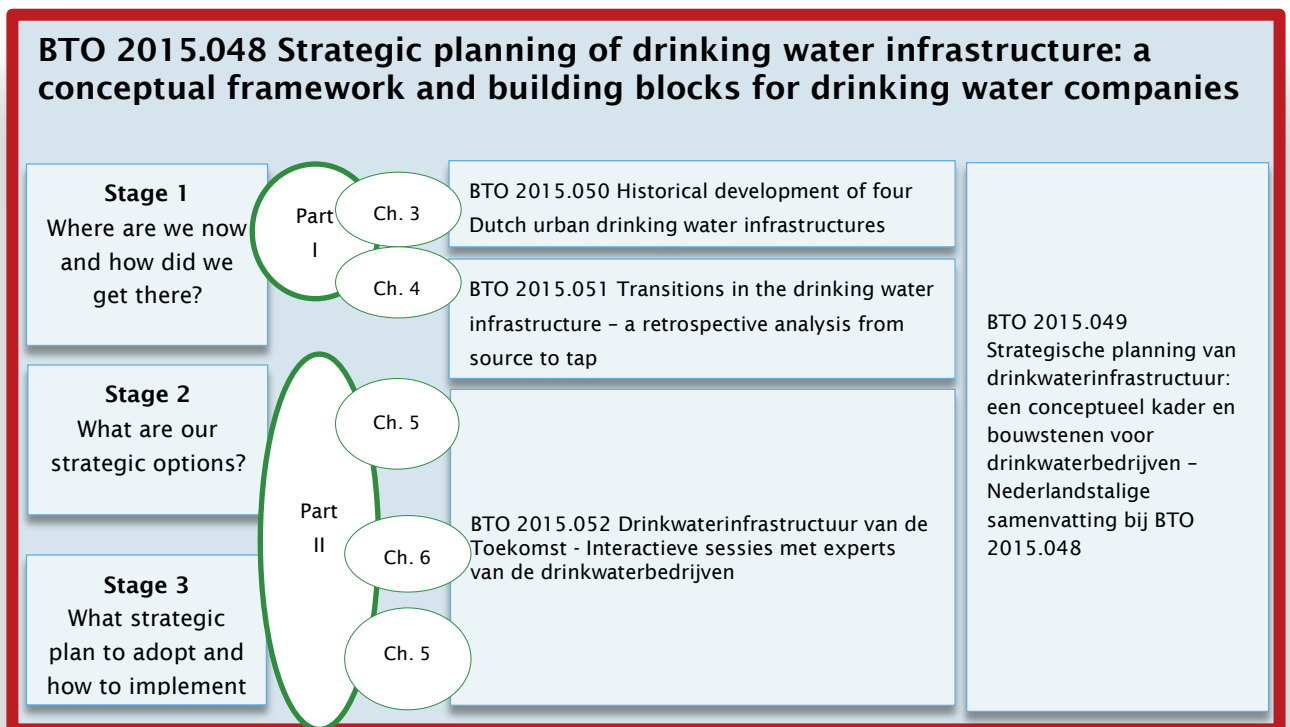 BTO 2015.048 Strategic planning of drinking water infrastructure: a
conceptual framework and building blocks for drinking water companies
Stage 1
Where are we now
and how did we
get there?
Part
I
Ch. 3
BTO 2015.050 Historical development of four
Dutch urban drinking water infrastructures
Ch. 4
BTO 2015.051 Transitions in the drinking water
infrastructure – a retrospective analysis from
source to tap
Stage 2
What are our
strategic options?
Stage 3
What strategic
plan to adopt and
how to implement
Part
II
Ch. 5
Ch. 6
Ch. 5
BTO 2015.052 Drinkwaterinfrastructuur van de
Toekomst - Interactieve sessies met experts
van de drinkwaterbedrijven
BTO 2015.049
Strategische planning van
drinkwaterinfrastructuur:
een conceptueel kader en
bouwstenen voor
drinkwaterbedrijven –
Nederlandstalige
samenvatting bij BTO
2015.048